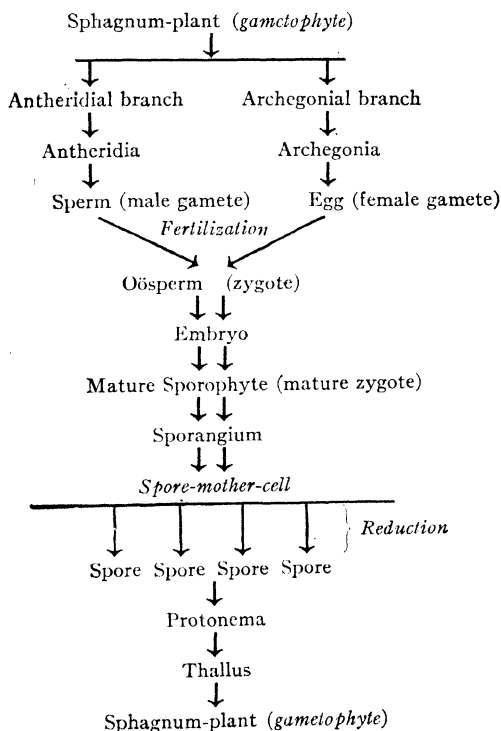 Sphagnum-plant (gametophyte)
Antheridial branch Archegonial branch
Antheridia Archegonia
Sperm (male gamete) Egg (female gamete)
Fertilization
Oösperm (zygote)
Embryo
Mature Sporophyte (mature zygote)
Sporangium
Spore-mother-cell
Reduction
Spore Spore Spore Spore
Protonema
Thallus
Sphagnum-plant (gametophyte)